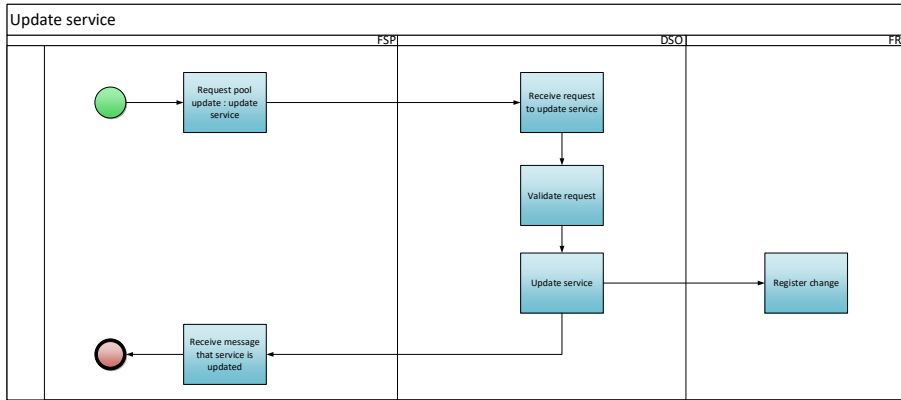 Update service
FSP
DSO
FR
Request pool
update : update
service
Receive request
to update service
Validate request
Update service
Register change
Receive message
that service is
updated